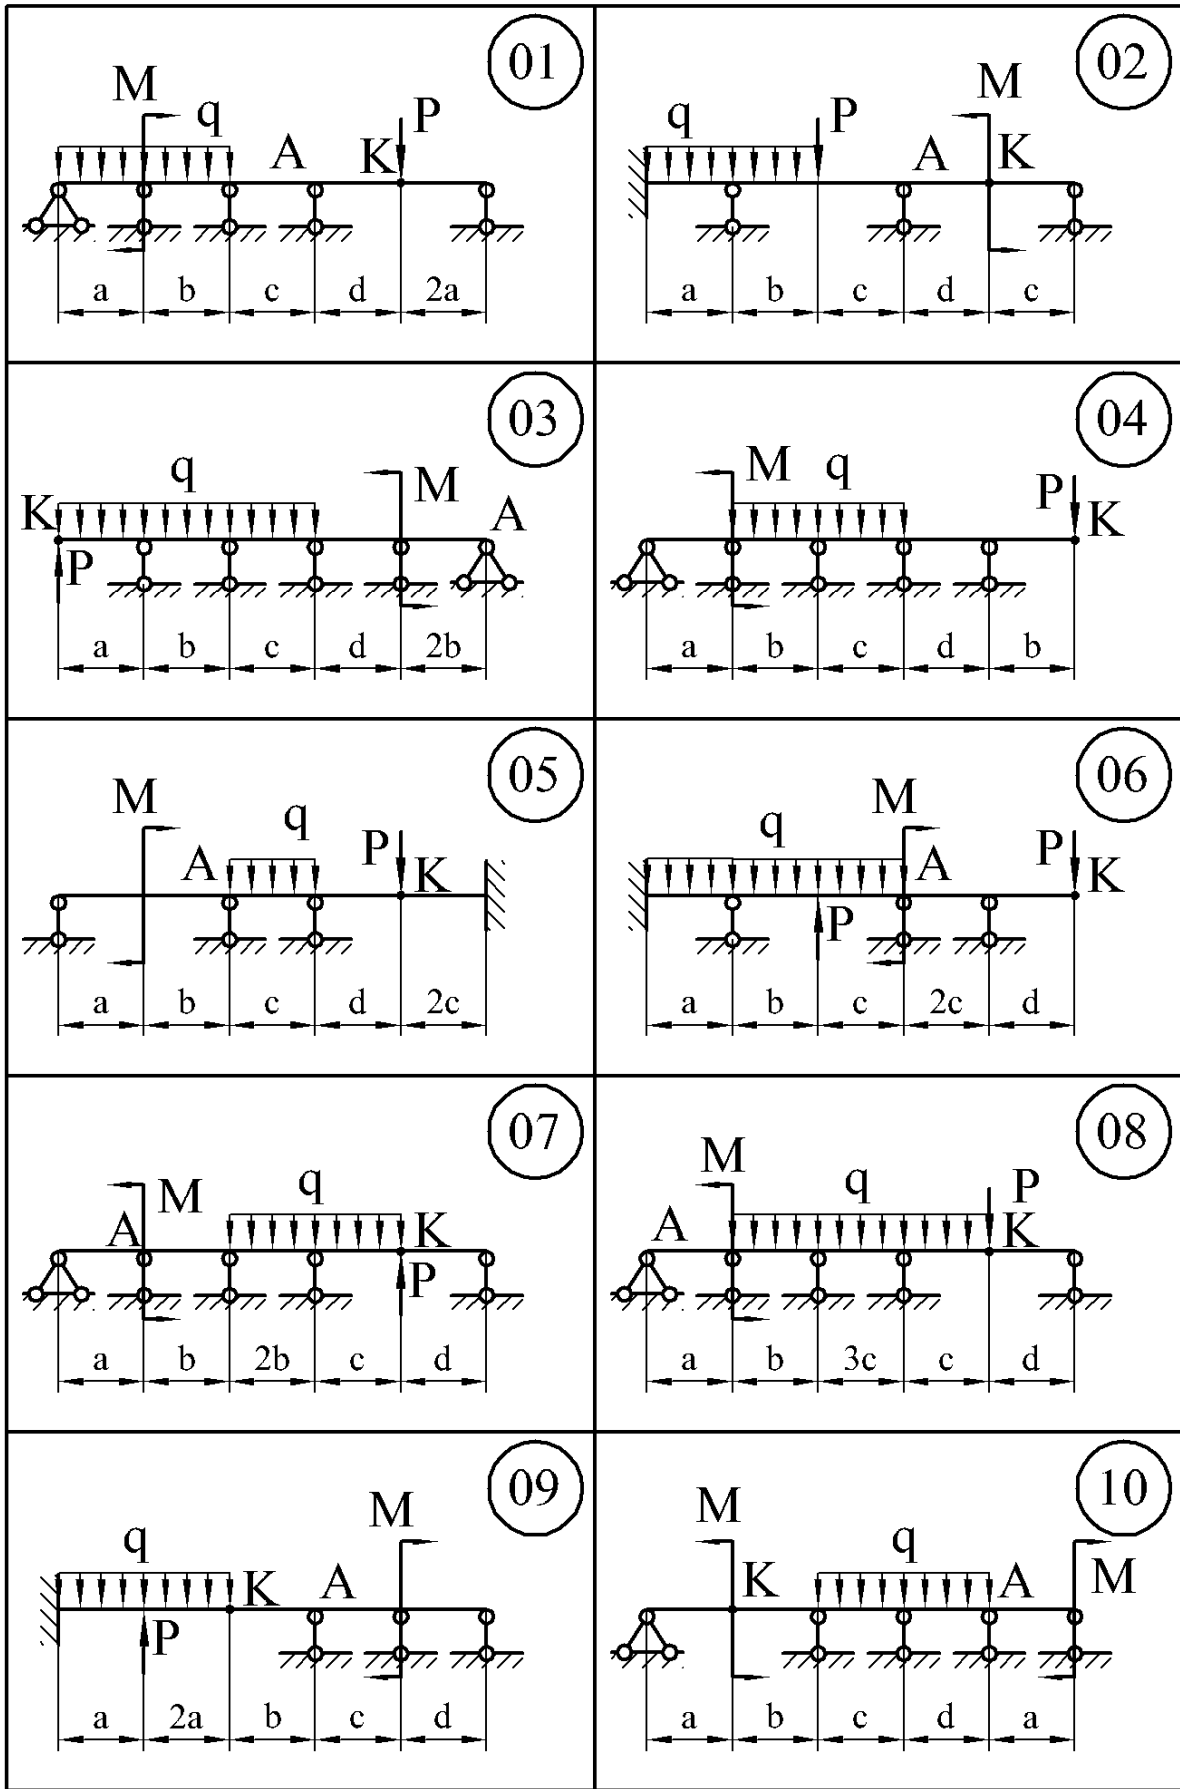 01
M
q
A
K
P
a b c d 2a
02
q
P
A
M
K
a b c d c
03
K
q
P
M
A
a b c d 2b
04
M
q
P
K
a b c d b
05
M
A
q
P
K
a b c d 2c
06
q
P
M
A
P
K
a b c 2c d
07
A
M
q
K
P
a b 2b c d
08
A
M
q
P
K
a b 3c c d
09
q
P
K
A
M
a 2a b c d
10
M
K
q
A
M
a b c d a